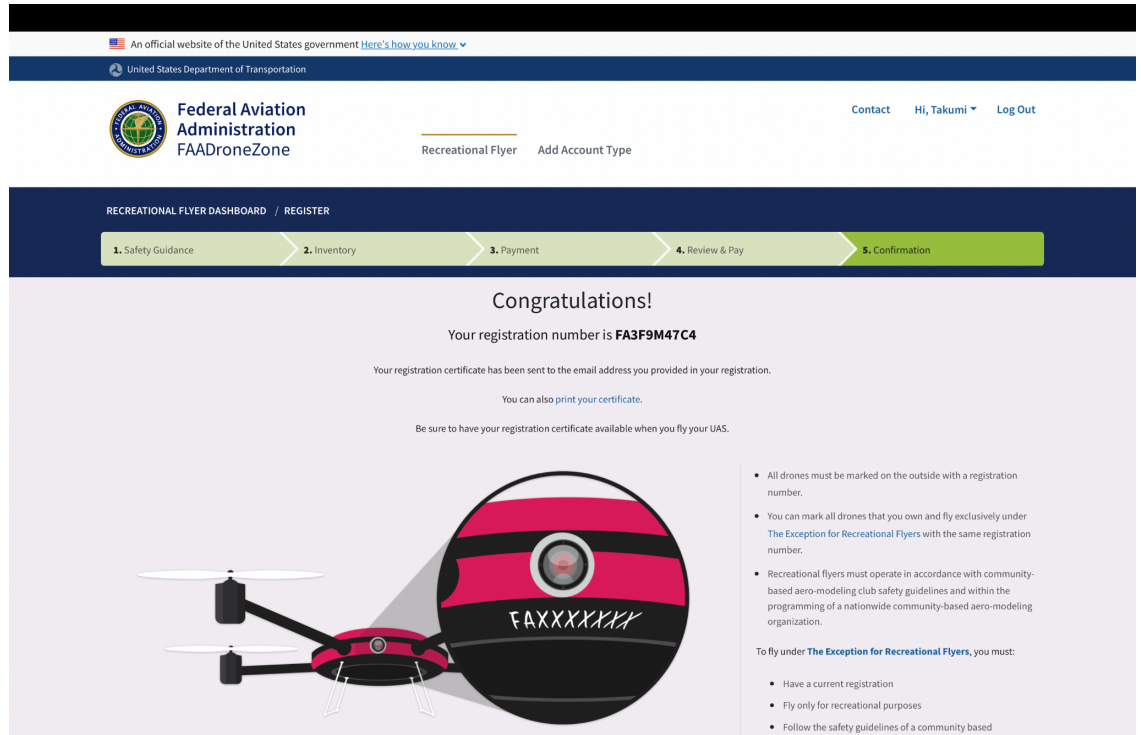 An official website of the United States government Here's how you know
United States Department of Transportation
Federal Aviation
Administration
FAADroneZone
Contact Hi, Takumi Log Out
Recreational Flyer Add Account Type
RECREATIONAL FLYER DASHBOARD / REGISTER
1. Safety Guidance 2. Inventory 3. Payment 4. Review & Pay 5. Confirmation
Congratulations!
Your registration number is FA3F9M47C4
Your registration certificate has been sent to the email address you provided in your registration.
You can also print your certificate.
Be sure to have your registration certificate available when you fly your UAS.
FAXXXXXXX
• All drones must be marked on the outside with a registration
number.
• You can mark all drones that you own and fly exclusively under
The Exception for Recreational Flyers with the same registration
number.
• Recreational flyers must operate in accordance with community-
based aero-modeling club safety guidelines and within the
programming of a nationwide community-based aero-modeling
organization.
To fly under The Exception for Recreational Flyers, you must:
• Have a current registration
• Fly only for recreational purposes
• Follow the safety guidelines of a community based